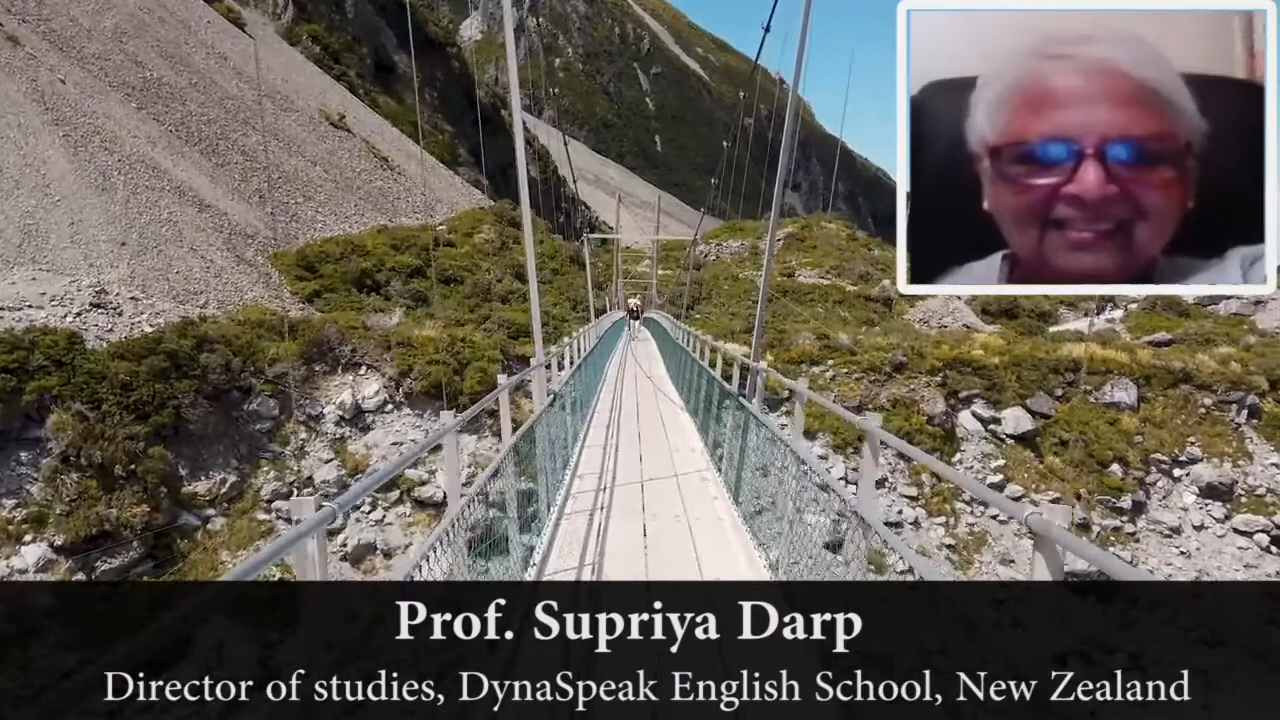 Prof. Supriya Darp
Director of studies, DynaSpeak English School, New Zealand